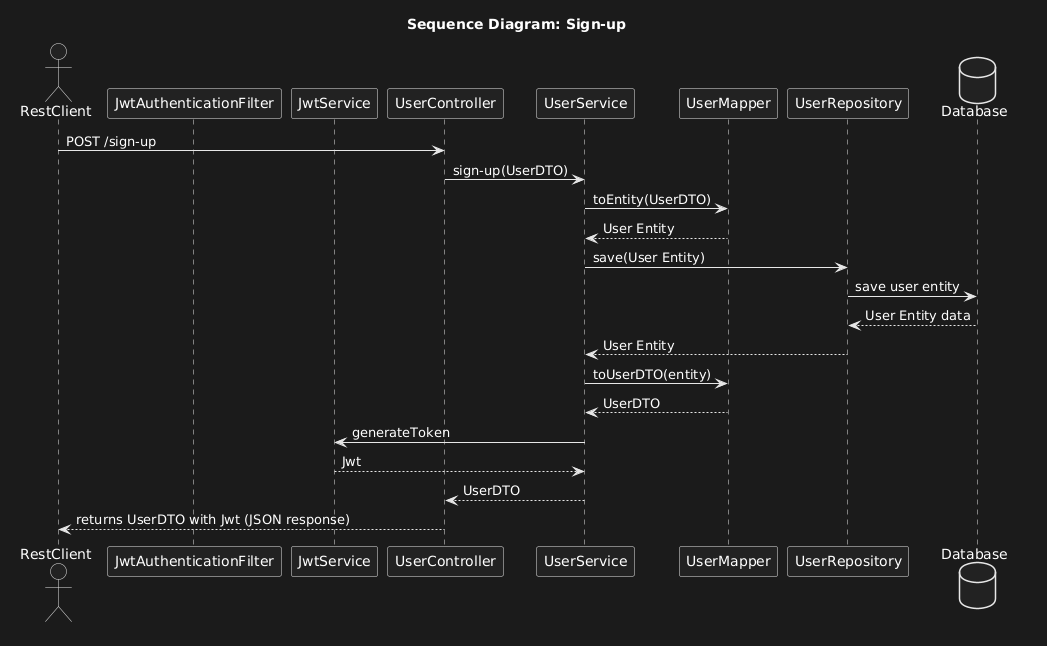 Sequence Diagram: Sign-up
RestClient
JwtAuthenticationFilter
JwtService
UserController
UserService
UserMapper
UserRepository
Database
POST /sign-up
sign-up(UserDTO)
toEntity(UserDTO)
User Entity
save(User Entity)
save user entity
User Entity data
User Entity
toUserDTO(entity)
UserDTO
generateToken
Jwt
UserDTO
returns UserDTO with Jwt (JSON response)
RestClient
JwtAuthenticationFilter
JwtService
UserController
UserService
UserMapper
UserRepository
Database